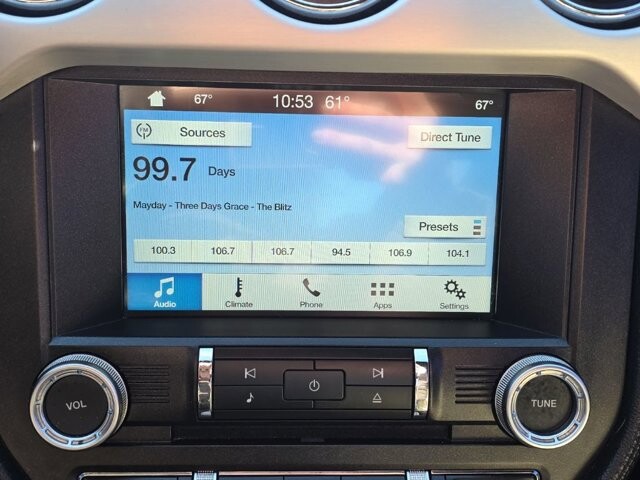 67° 10:53 61° 67°
FM Sources Direct Tune
99.7 Days
Mayday - Three Days Grace - The Blitz
Presets
100.3 106.7 106.7 94.5 106.9 104.1
Audio Climate Phone Apps Settings
VOL TUNE